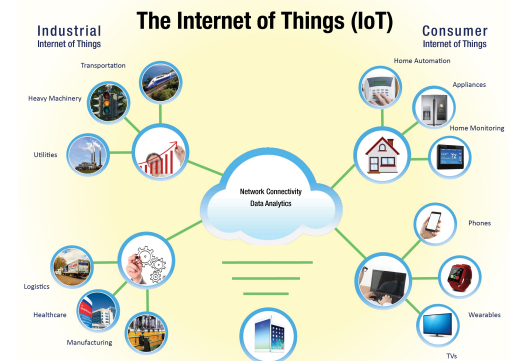 The Internet of Things (IoT)
Industrial
Internet of Things
Consumer
Internet of Things
Transportation
Heavy Machinery
Utilities
Home Automation
Appliances
Home Monitoring
Network Connectivity
Data Analytics
Logistics
Healthcare
Manufacturing
Phones
Wearables
TVs